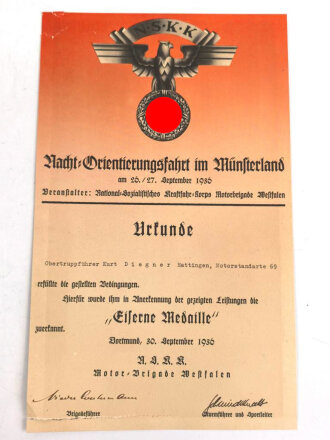 N·S·K·K
Nacht-Orientierungsfahrt im Münsterland
am 26./27. September 1936
Veranstalter: National-Sozialistisches Kraftfahr-Korps Motorbrigade Westfalen
Urkunde
Obertruppführer Kurt Diegner Hattingen, Motorstandarte 69
erfüllte die gestellten Bedingungen.
Hierfür wurde ihm in Anerkennung der gezeigten Leistungen die
„Eiserne Medaille"
zuerkannt.
Dortmund, 30. September 1936
N. S. K. K.
Motor-Brigade Westfalen
Brigadeführer
Sturmführer und Sportleiter